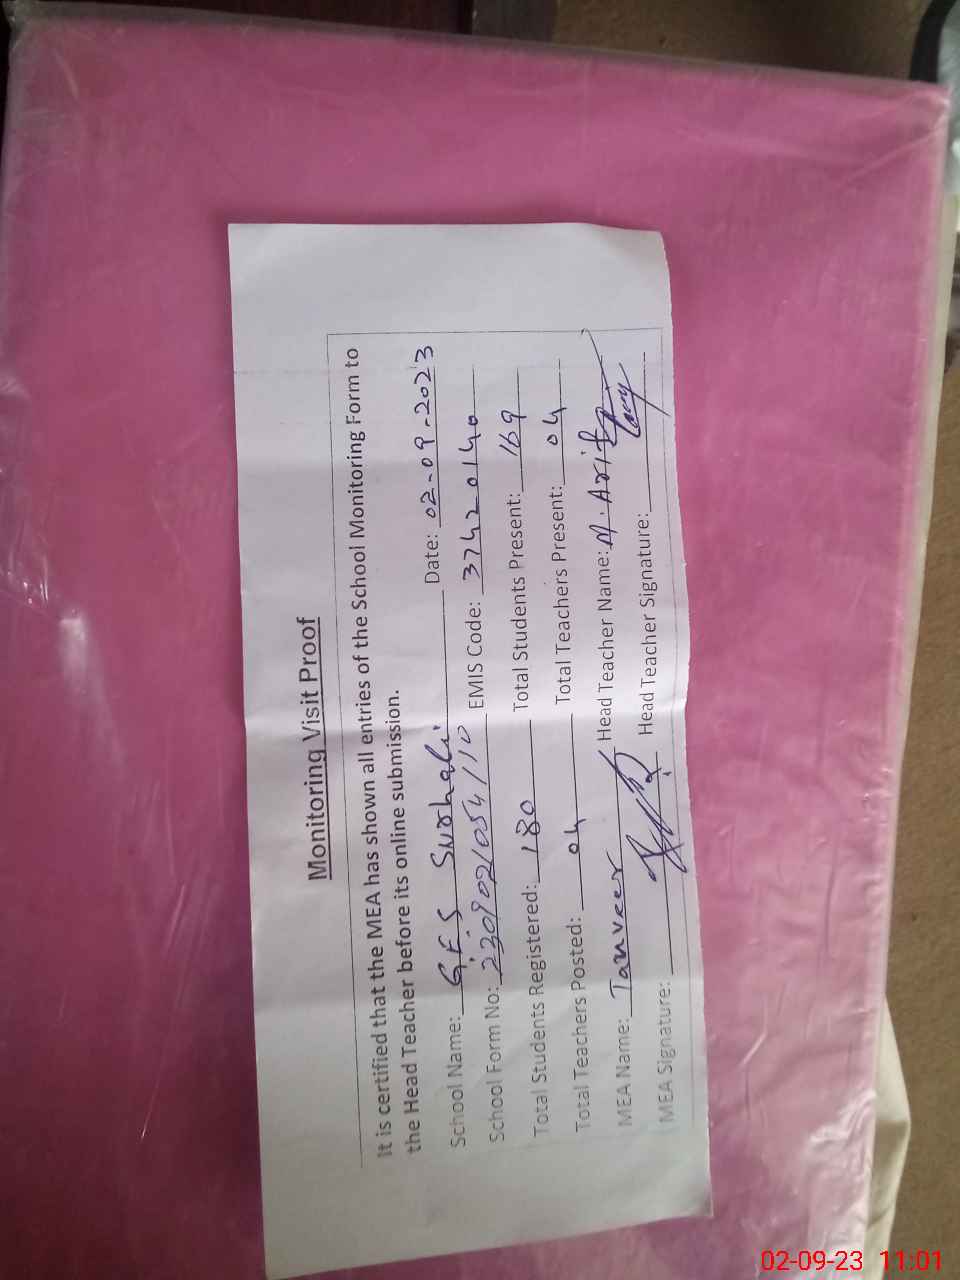 Monitoring Visit Proof
It is certified that the MEA has shown all entries of the School Monitoring Form to
the Head Teacher before its online submission.
School Name: G.E.S Snrhali Date: 02-09-2023
School Form No: 230902/054/10 EMIS Code: 37420140
Total Students Registered: 180 Total Students Present: 169
Total Teachers Posted: 04 Total Teachers Present: 04
MEA Name: Tanveer Head Teacher Name: M. Arif
MEA Signature: Head Teacher Signature:
02-09-23 11:01